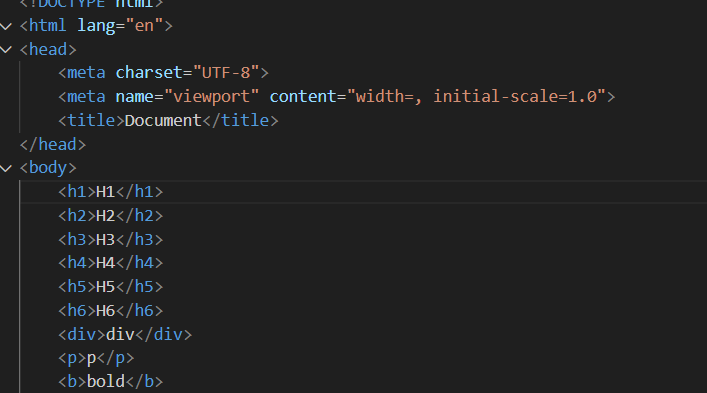 <!DOCTYPE html>
<html lang="en">
<head>
<meta charset="UTF-8">
<meta name="viewport" content="width=, initial-scale=1.0">
<title>Document</title>
</head>
<body>
<h1>H1</h1>
<h2>H2</h2>
<h3>H3</h3>
<h4>H4</h4>
<h5>H5</h5>
<h6>H6</h6>
<div>div</div>
<p>p</p>
<b>bold</b>